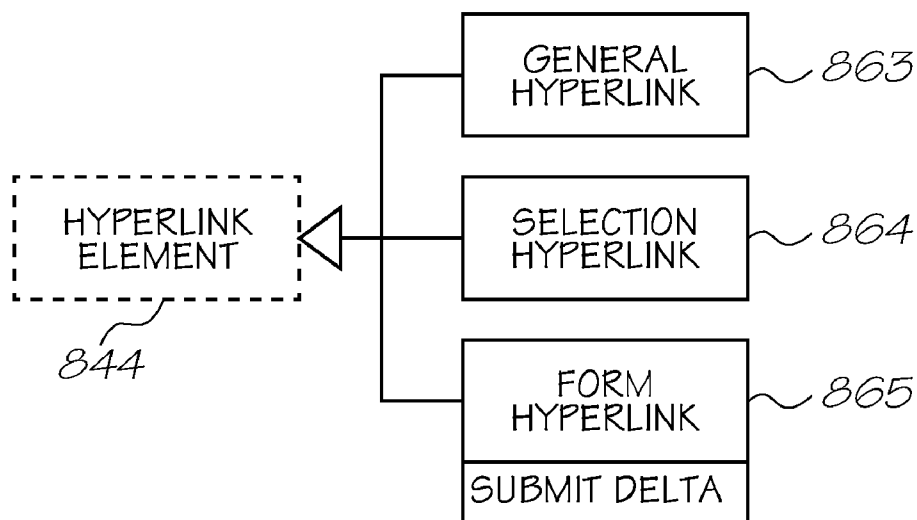 GENERAL
HYPERLINK
863
HYPERLINK
ELEMENT
844
SELECTION
HYPERLINK
864
FORM
HYPERLINK
865
SUBMIT DELTA